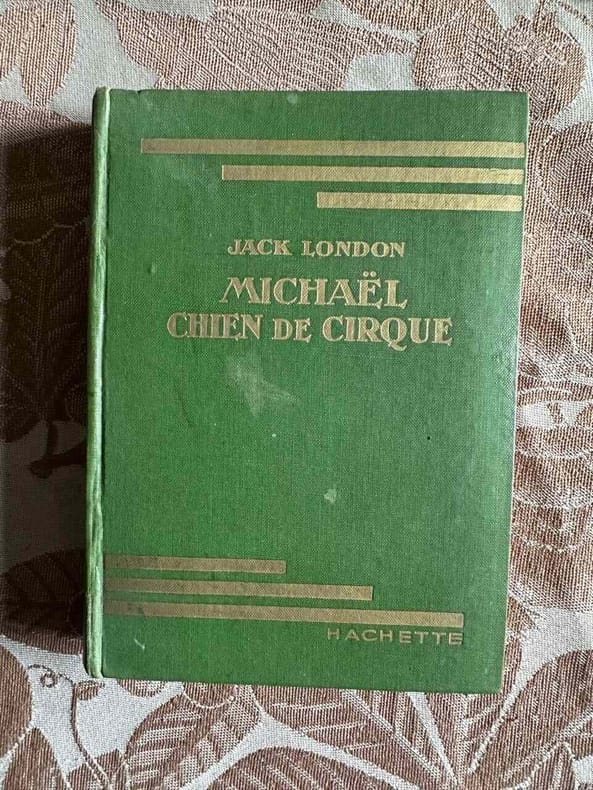 JACK LONDON
MICHAËL
CHIEN DE CIRQUE
HACHETTE